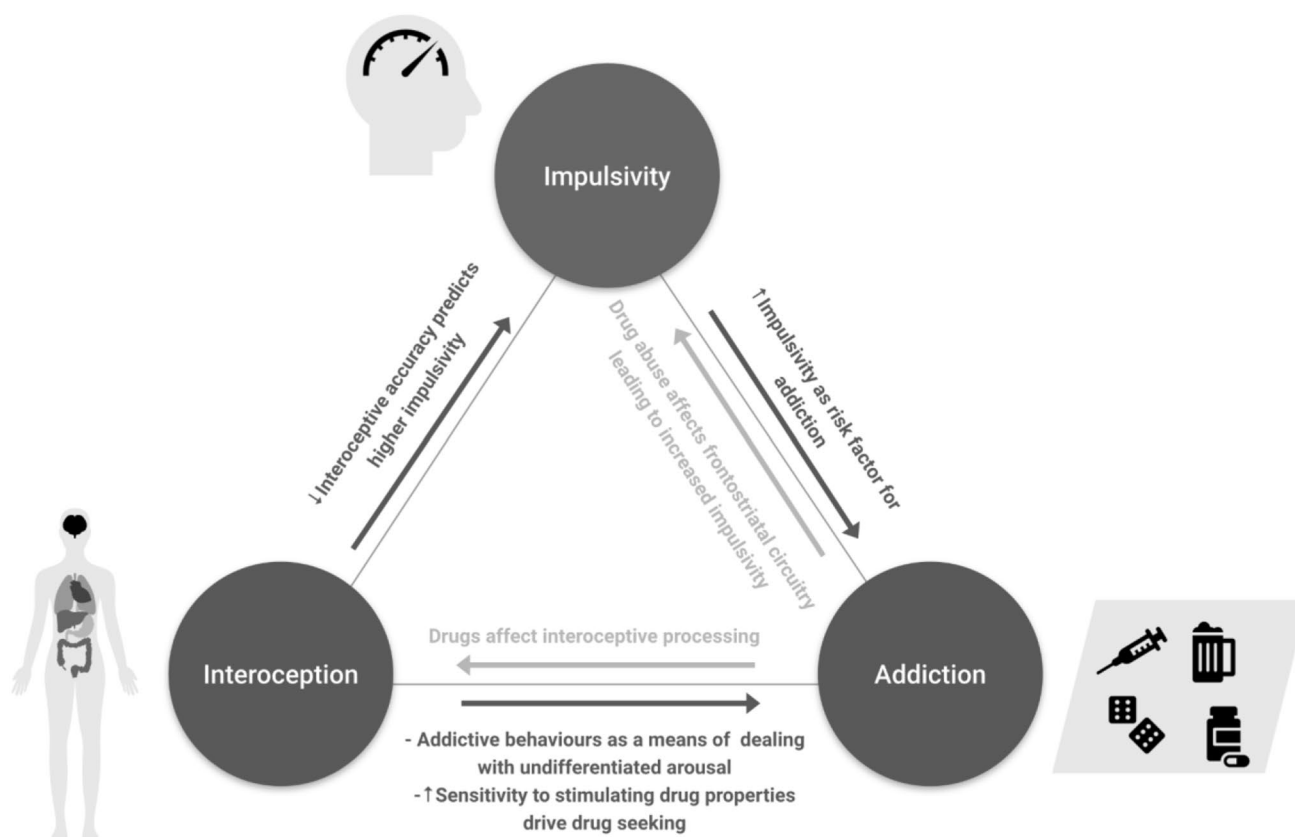 Impulsivity
↓Interoceptive accuracy predicts
higher impulsivity
Drug abuse affects frontostriatal circuitry
leading to increased impulsivity
↑Impulsivity as risk factor for
addiction
Interoception
Drugs affect interoceptive processing
Addiction
- Addictive behaviours as a means of dealing
with undifferentiated arousal
-↑Sensitivity to stimulating drug properties
drive drug seeking